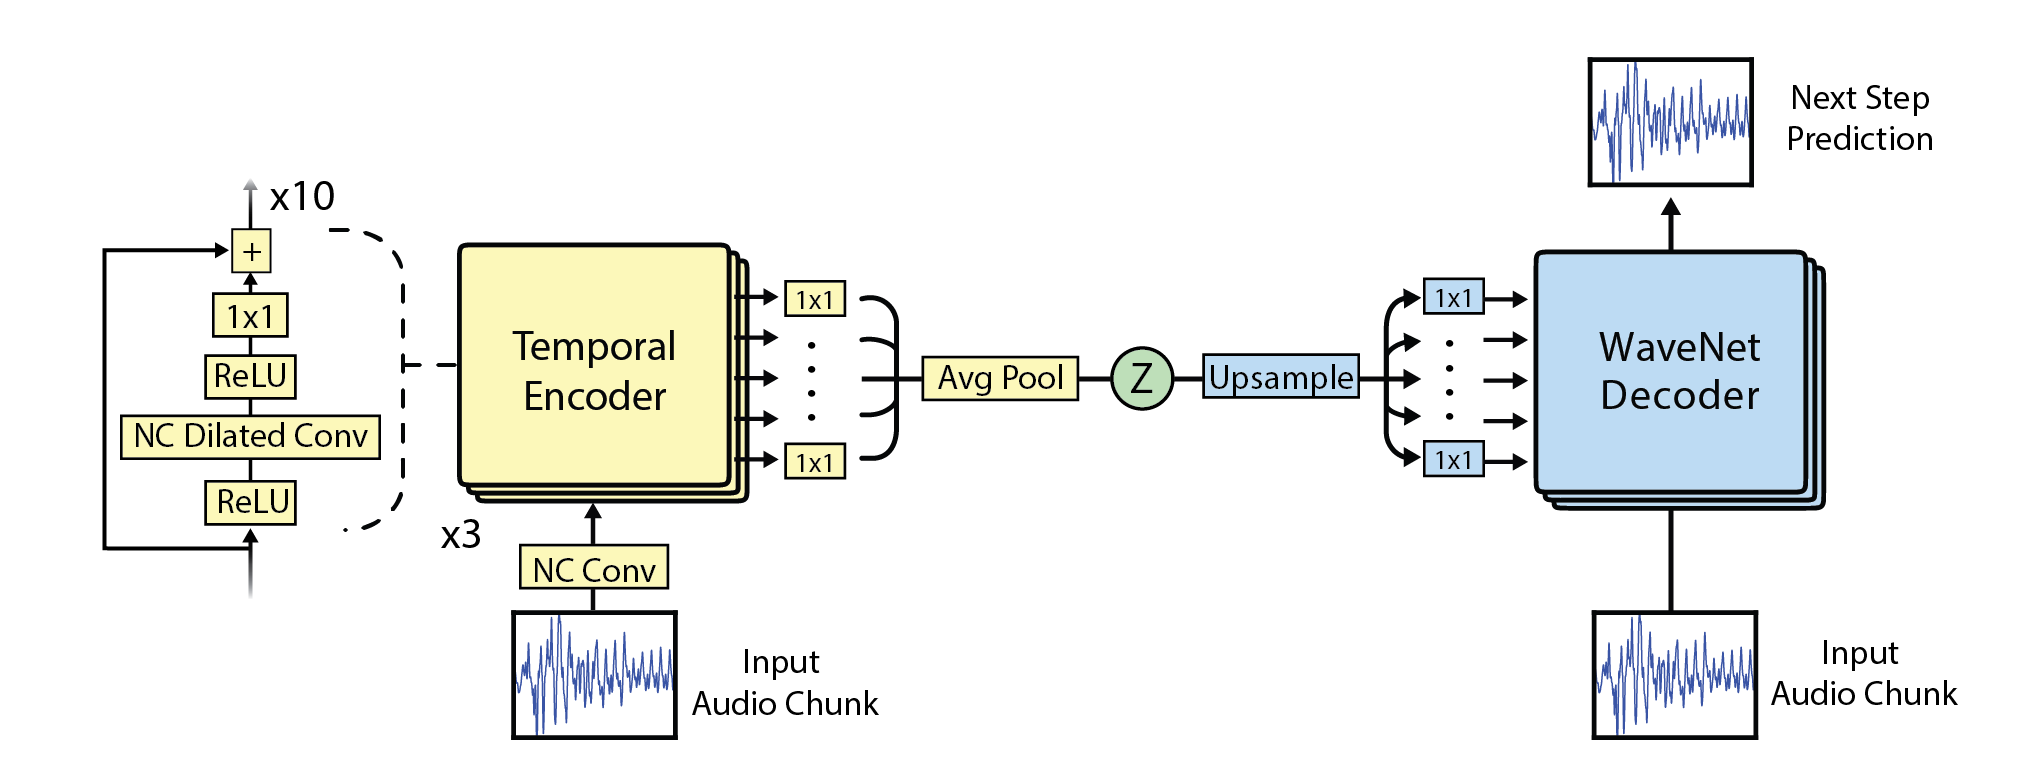 x10
+
1x1
ReLU
NC Dilated Conv
ReLU
Temporal
Encoder
x3
NC Conv
Input
Audio Chunk
1x1
1x1
Avg Pool
Z
Upsample
1x1
1x1
WaveNet
Decoder
Next Step
Prediction
Input
Audio Chunk